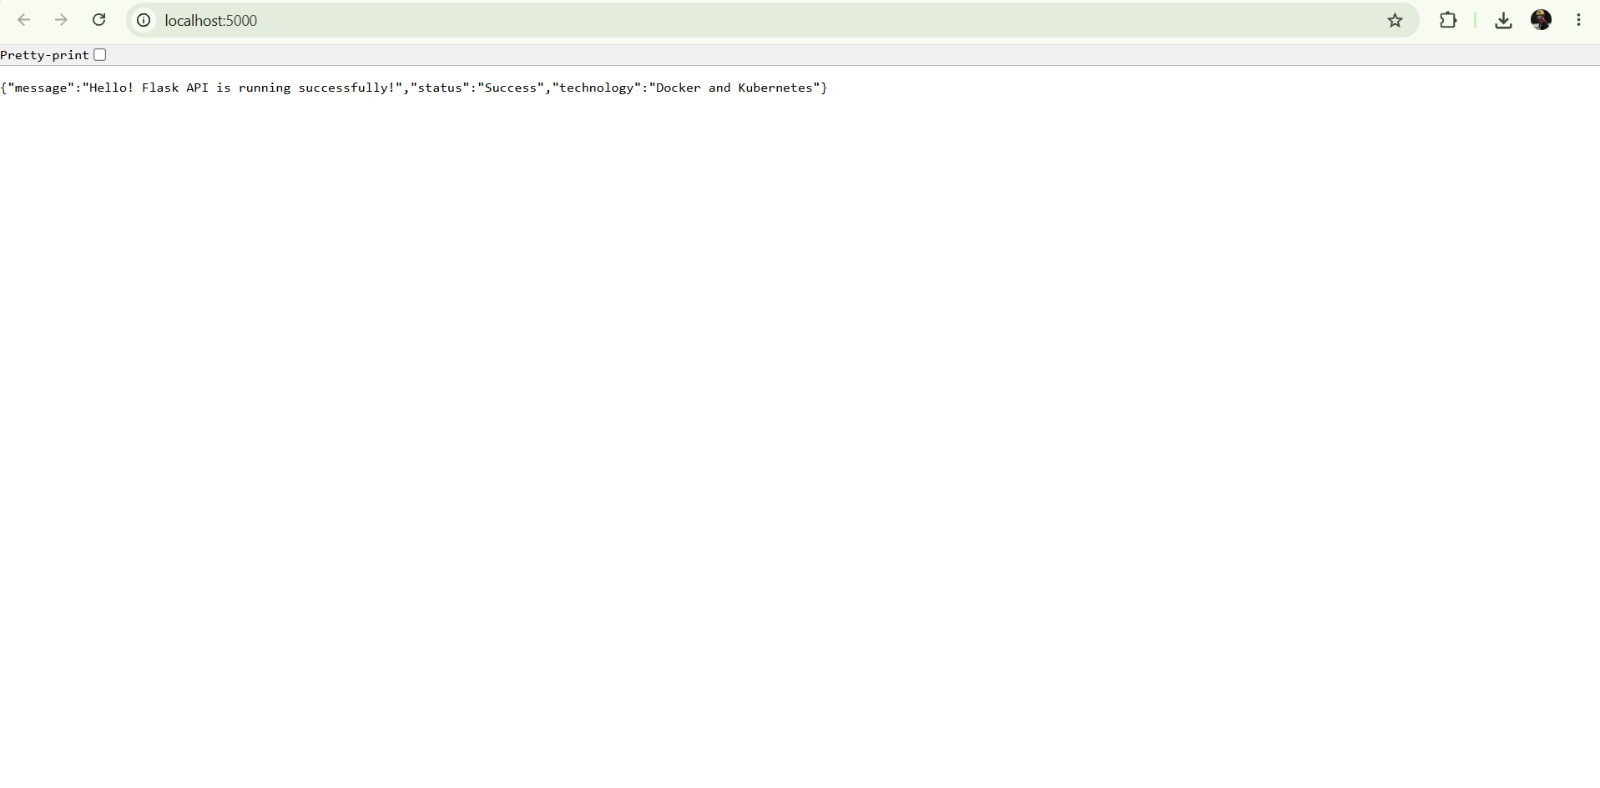 localhost:5000
Pretty-print
{"message":"Hello! Flask API is running successfully!","status":"Success","technology":"Docker and Kubernetes"}